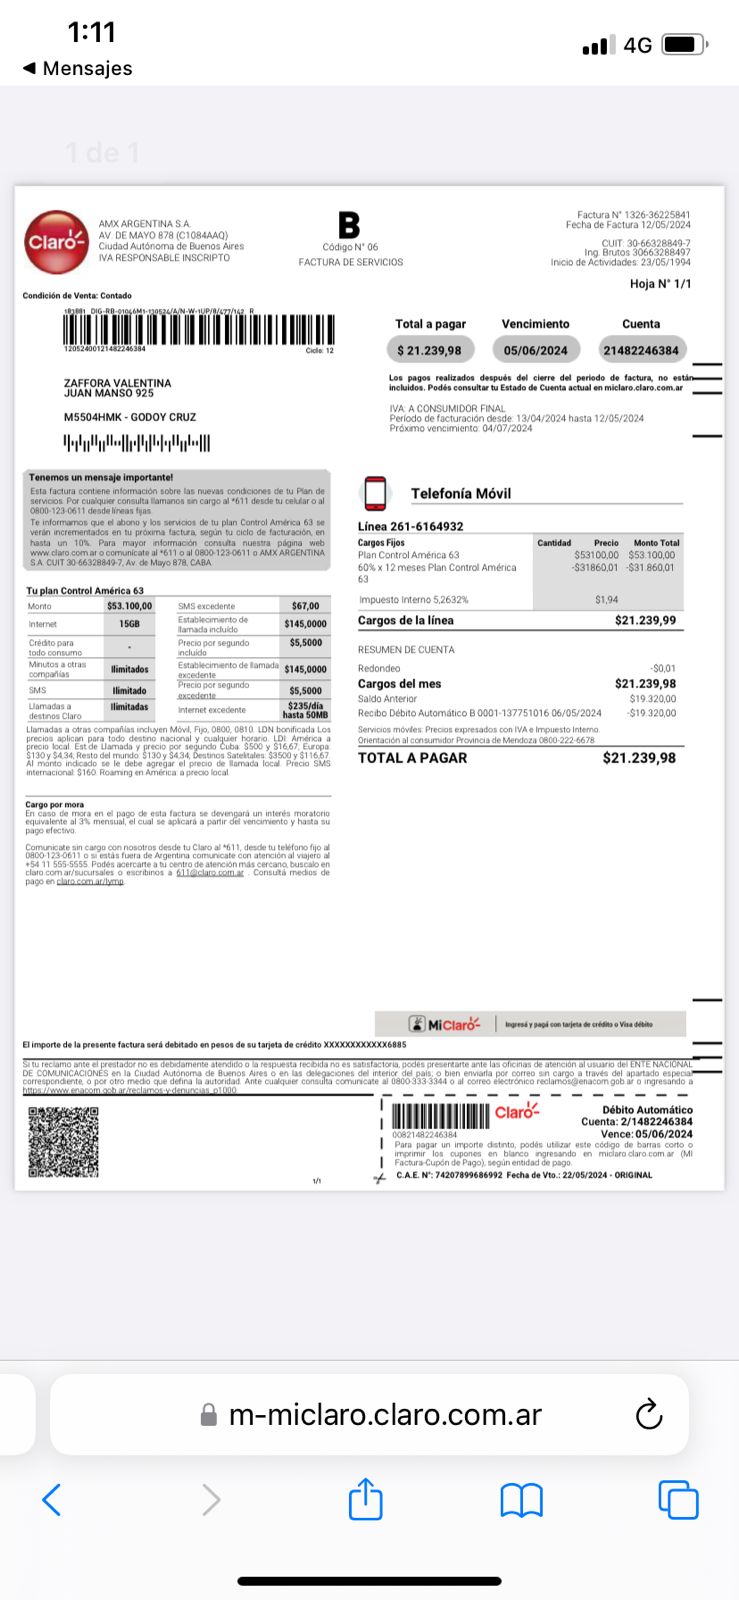 1:11
4G
◀ Mensajes
1 de 1
Claro
AMX ARGENTINA S.A.
AV. DE MAYO 878 (C1084AAQ)
Ciudad Autónoma de Buenos Aires
IVA RESPONSABLE INSCRIPTO
B
Código N° 06
FACTURA DE SERVICIOS
Factura N° 1326-36225841
Fecha de Factura 12/05/2024
CUIT: 30-66328849-7
Ing. Brutos 30663288497
Inicio de Actividades: 23/05/1994
Hoja N° 1/1
Condición de Venta: Contado
183881 DIG-RB-01046M1-130524/A/N-W-1UP/8/477/142 R
12052400121482246384
Ciclo: 12
Total a pagar
Vencimiento
Cuenta
$ 21.239,98
05/06/2024
21482246384
Los pagos realizados después del cierre del periodo de factura, no están
incluidos. Podés consultar tu Estado de Cuenta actual en miclaro.claro.com.ar
ZAFFORA VALENTINA
JUAN MANSO 925
M5504HMK - GODOY CRUZ
IVA: A CONSUMIDOR FINAL
Período de facturación desde: 13/04/2024 hasta 12/05/2024
Próximo vencimiento: 04/07/2024
Tenemos un mensaje importante!
Esta factura contiene información sobre las nuevas condiciones de tu Plan de
servicios. Por cualquier consulta llamanos sin cargo al *611 desde tu celular o al
0800-123-0611 desde líneas fijas.
Te informamos que el abono y los servicios de tu plan Control América 63 se
verán incrementados en tu próxima factura, según tu ciclo de facturación, en
hasta un 10%. Para mayor información consulta nuestra página web
www.claro.com.ar o comunícate al *611 o al 0800-123-0611 o AMX ARGENTINA
S.A. CUIT 30-66328849-7, Av. de Mayo 878, CABA.
Tu plan Control América 63
Monto $53.100,00 SMS excedente $67,00
Internet 15GB Establecimiento de llamada incluído $145,0000
Crédito para todo consumo - Precio por segundo incluído $5,5000
Minutos a otras compañías Ilimitados Establecimiento de llamada excedente $145,0000
SMS Ilimitado Precio por segundo excedente $5,5000
Llamadas a destinos Claro Ilimitadas Internet excedente $235/día hasta 50MB
Llamadas a otras compañías incluyen Móvil, Fijo, 0800, 0810. LDN bonificada Los
precios aplican para todo destino nacional y cualquier horario. LDI: América a
precio local. Est.de Llamada y precio por segundo Cuba: $500 y $16,67; Europa:
$130 y $4,34; Resto del mundo: $130 y $4,34; Destinos Satelitales: $3500 y $116,67.
Al monto indicado se le debe agregar el precio de llamada local. Precio SMS
internacional: $160. Roaming en América: a precio local.
Cargo por mora
En caso de mora en el pago de esta factura se devengará un interés moratorio
equivalente al 3% mensual, el cual se aplicará a partir del vencimiento y hasta su
pago efectivo.
Comunicate sin cargo con nosotros desde tu Claro al *611, desde tu teléfono fijo al
0800-123-0611 o si estás fuera de Argentina comunicate con atención al viajero al
+54 11 555-5555. Podés acercarte a tu centro de atención más cercano, buscalo en
claro.com.ar/sucursales o escribinos a 611@claro.com.ar . Consultá medios de
pago en claro.com.ar/lymp.
Telefonía Móvil
Línea 261-6164932
Cargos Fijos Cantidad Precio Monto Total
Plan Control América 63 $53100,00 $53.100,00
60% x 12 meses Plan Control América -$31860,01 -$31.860,01
63
Impuesto Interno 5,2632% $1,94
Cargos de la línea $21.239,99
RESUMEN DE CUENTA
Redondeo -$0,01
Cargos del mes $21.239,98
Saldo Anterior $19.320,00
Recibo Débito Automático B 0001-137751016 06/05/2024 -$19.320,00
Servicios móviles: Precios expresados con IVA e Impuesto Interno.
Orientación al consumidor Provincia de Mendoza 0800-222-6678
TOTAL A PAGAR $21.239,98
MiClaro
Ingresá y pagá con tarjeta de crédito o Visa débito
El importe de la presente factura será debitado en pesos de su tarjeta de crédito XXXXXXXXXXXX6885
Si tu reclamo ante el prestador no es debidamente atendido o la respuesta recibida no es satisfactoria, podés presentarte ante las oficinas de atención al usuario del ENTE NACIONAL
DE COMUNICACIONES en la Ciudad Autónoma de Buenos Aires o en las delegaciones del interior del país; o bien enviarla por correo sin cargo a través del apartado especial
correspondiente, o por otro medio que defina la autoridad. Ante cualquier consulta comunicate al 0800-333-3344 o al correo electrónico reclamos@enacom.gob.ar o ingresando a
https://www.enacom.gob.ar/reclamos-y-denuncias_p1000
Claro
00821482246384
Débito Automático
Cuenta: 2/1482246384
Vence: 05/06/2024
Para pagar un importe distinto, podés utilizar este código de barras corto o
imprimir los cupones en blanco ingresando en miclaro.claro.com.ar (MI
Factura-Cupón de Pago), según entidad de pago.
C.A.E. N°: 74207899686992 Fecha de Vto.: 22/05/2024 - ORIGINAL
1/1
m-miclaro.claro.com.ar